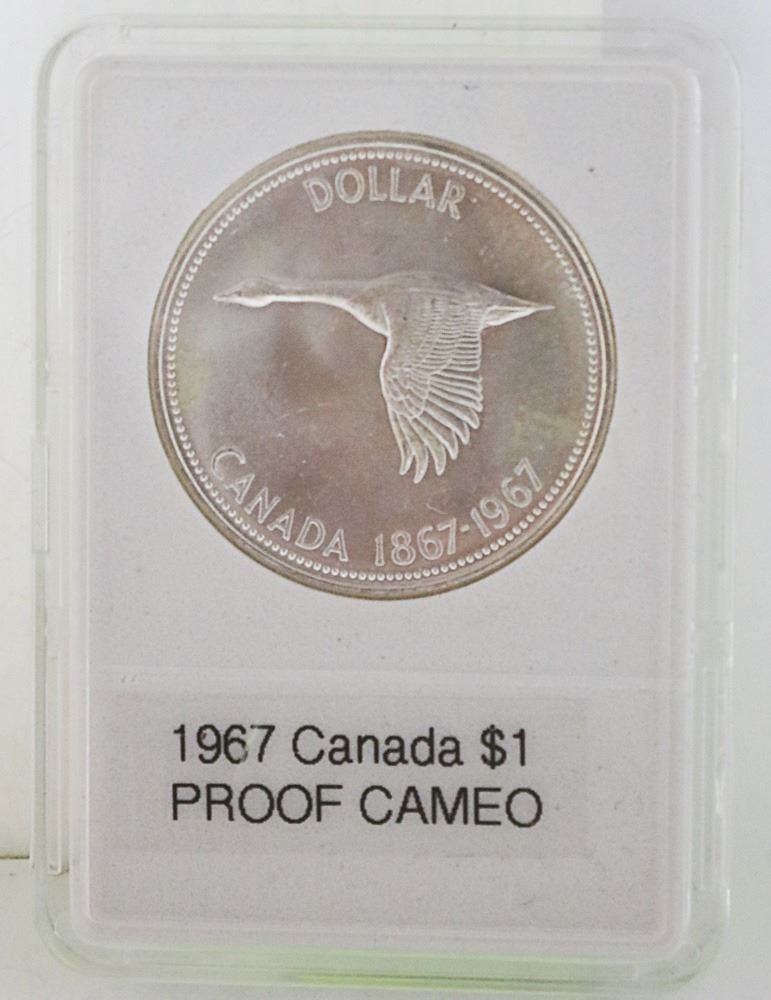 DOLLAR
CANADA 1867-1967
1967 Canada $1
PROOF CAMEO